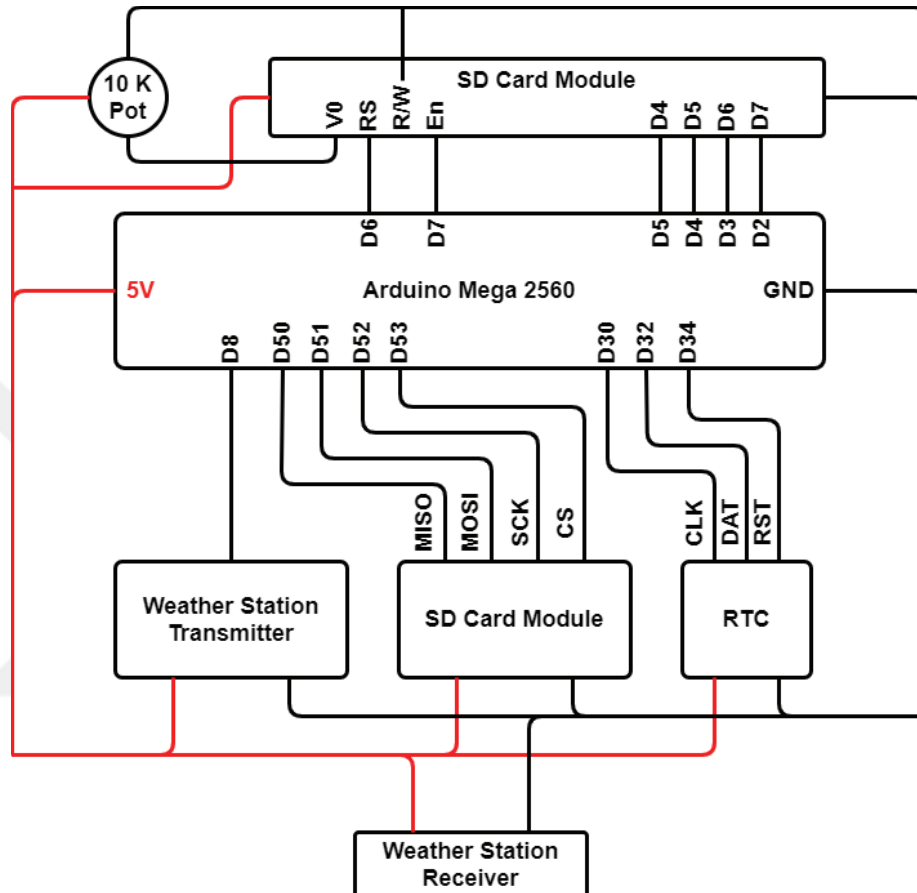 10 K
Pot
SD Card Module
V0
RS
R/W
En
D4
D5
D6
D7
D6
D7
D5
D4
D3
D2
5V
Arduino Mega 2560
GND
D8
D50
D51
D52
D53
D30
D32
D34
MISO
MOSI
SCK
CS
CLK
DAT
RST
Weather Station
Transmitter
SD Card Module
RTC
Weather Station
Receiver